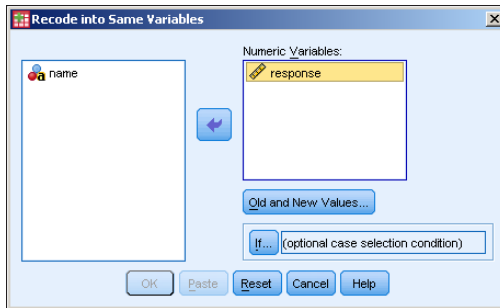 Recode into Same Variables
Numeric Variables:
name
response
Old and New Values...
If... (optional case selection condition)
OK Paste Reset Cancel Help